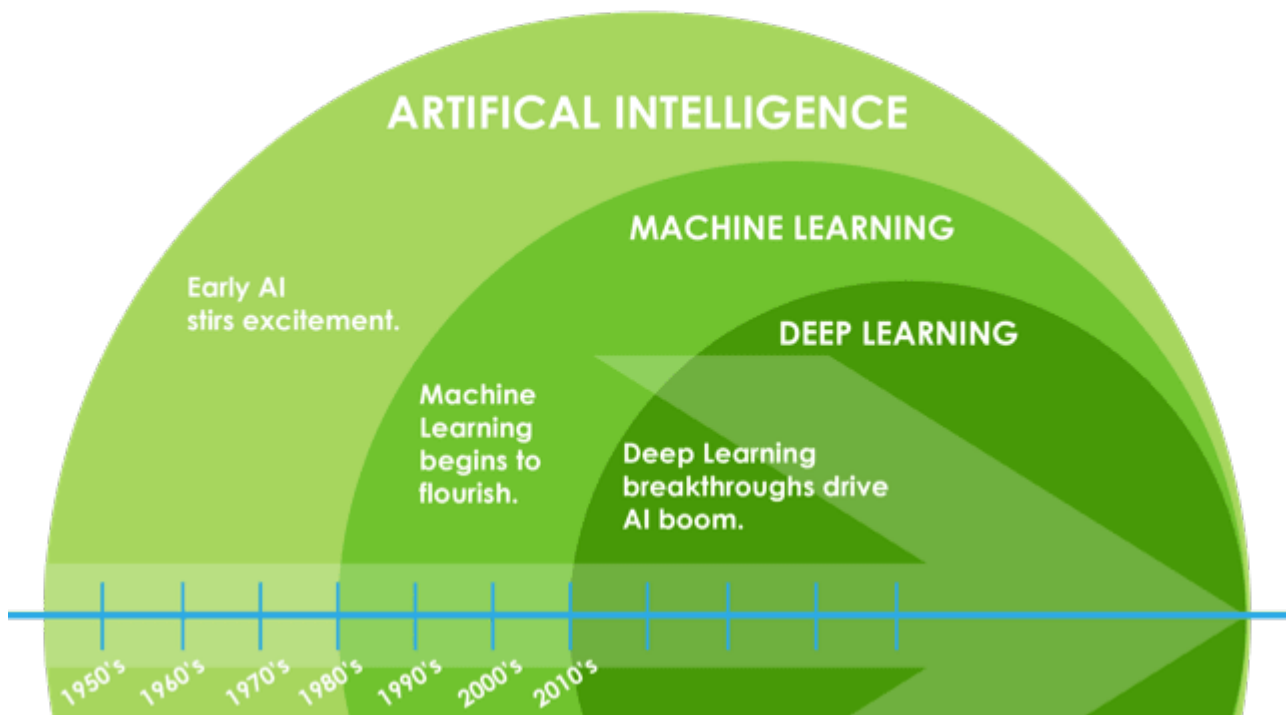 ARTIFICAL INTELLIGENCE
MACHINE LEARNING
DEEP LEARNING
Early AI
stirs excitement.
Machine
Learning
begins to
flourish.
Deep Learning
breakthroughs drive
AI boom.
1950's
1960's
1970's
1980's
1990's
2000's
2010's